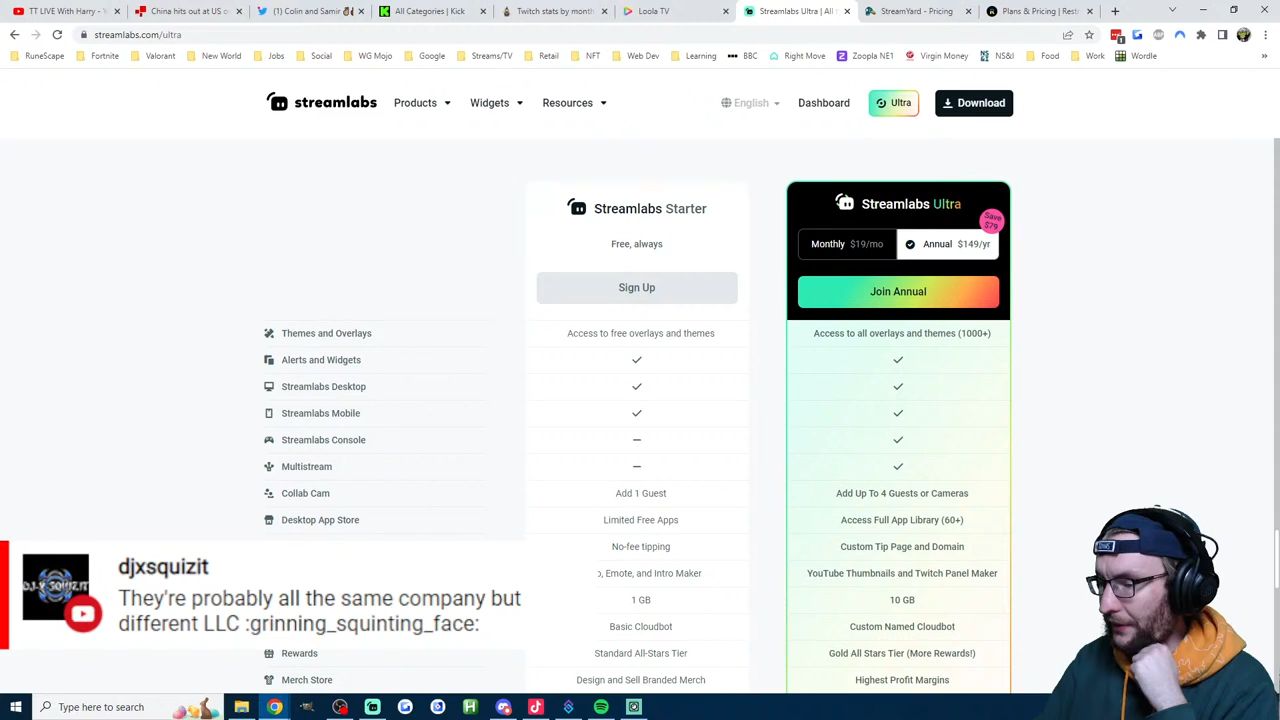 TT LIVE With Harry - Y
China hits out at US o
(2) Colin and Samir
All Categories | Kick
Twitch stats by month
Loola TV
Streamlabs Ultra | All
StreamYard - Pricing
Plans & Pricing | Rest
streamlabs.com/ultra
RuneScape
Fortnite
Valorant
New World
Jobs
Social
WG Mojo
Google
Streams/TV
Retail
NFT
Web Dev
Learning
BBC
Right Move
Zoopla NE1
Virgin Money
NS&I
Food
Work
Wordle
streamlabs
Products
Widgets
Resources
English
Dashboard
Ultra
Download
Streamlabs Starter
Free, always
Sign Up
Streamlabs Ultra
Save
$79
Monthly $19/mo
Annual $149/yr
Join Annual
Themes and Overlays
Access to free overlays and themes
Access to all overlays and themes (1000+)
Alerts and Widgets
Streamlabs Desktop
Streamlabs Mobile
Streamlabs Console
Multistream
Collab Cam
Add 1 Guest
Add Up To 4 Guests or Cameras
Desktop App Store
Limited Free Apps
Access Full App Library (60+)
No-fee tipping
Custom Tip Page and Domain
o, Emote, and Intro Maker
YouTube Thumbnails and Twitch Panel Maker
1 GB
10 GB
Basic Cloudbot
Custom Named Cloudbot
Rewards
Standard All-Stars Tier
Gold All Stars Tier (More Rewards!)
Merch Store
Design and Sell Branded Merch
Highest Profit Margins
djxsquizit
They're probably all the same company but
different LLC :grinning_squinting_face:
Type here to search